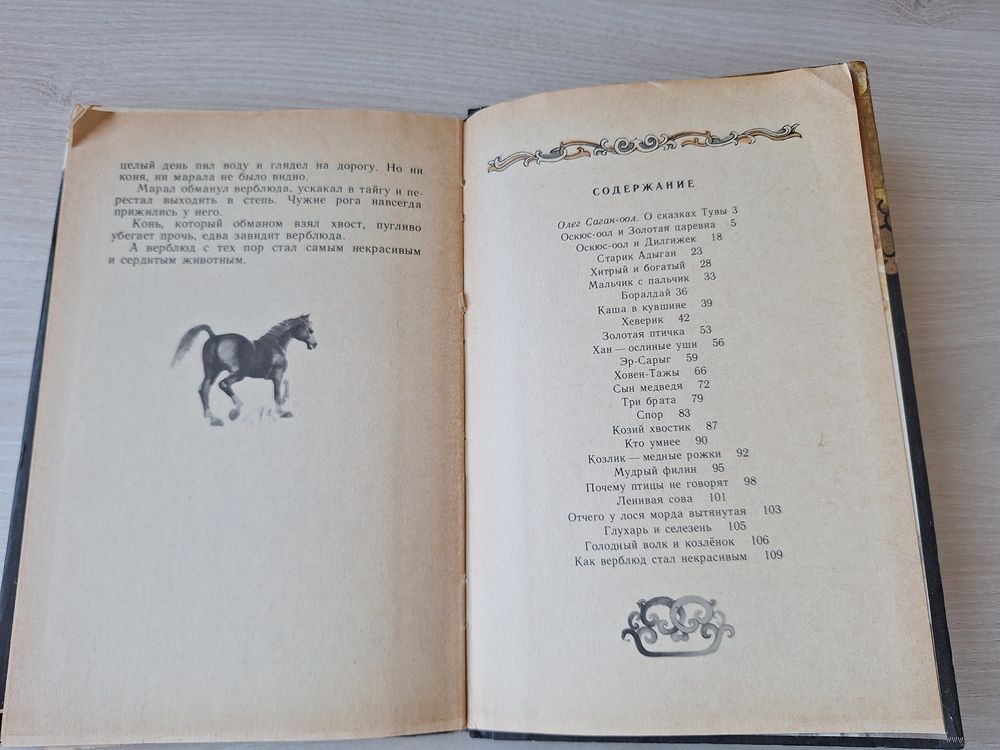 целый день пил воду и глядел на дорогу. Но ни
коня, ни марала не было видно.
Марал обманул верблюда, ускакал в тайгу и пе-
рестал выходить в степь. Чужие рога навсегда
прижились у него.
Конь, который обманом взял хвост, пугливо
убегает прочь, едва завидит верблюда.
А верблюд с тех пор стал самым некрасивым
и сердитым животным.
СОДЕРЖАНИЕ
Олег Саган-оол. О сказках Тувы 3
Оскюс-оол и Золотая царевна 5
Оскюс-оол и Дилгижек 18
Старик Адыган 23
Хитрый и богатый 28
Мальчик с пальчик 33
Боралдай 36
Каша в кувшине 39
Хеверик 42
Золотая птичка 53
Хан — ослиные уши 56
Эр-Сарыг 59
Ховен-Тажы 66
Сын медведя 72
Три брата 79
Спор 83
Козий хвостик 87
Кто умнее 90
Козлик — медные рожки 92
Мудрый филин 95
Почему птицы не говорят 98
Ленивая сова 101
Отчего у лося морда вытянутая 103
Глухарь и селезень 105
Голодный волк и козлёнок 106
Как верблюд стал некрасивым 109